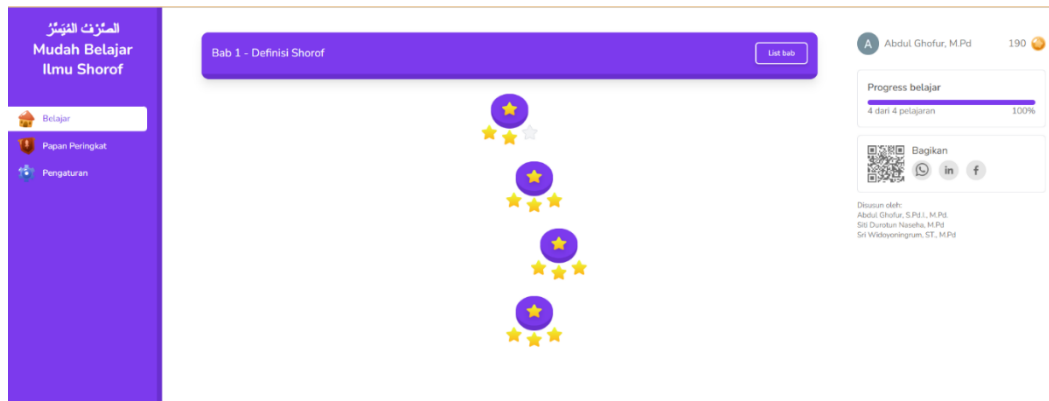 الصَّرْفُ المُيَسَّرُ
Mudah Belajar
Ilmu Shorof
Belajar
Papan Peringkat
Pengaturan
Bab 1 - Definisi Shorof
List bab
A
Abdul Ghofur, M.Pd
190
Progress belajar
4 dari 4 pelajaran
100%
Bagikan
in
f
Disusun oleh:
Abdul Ghofur, S.Pd.I., M.Pd.
Siti Durotun Naseha, M.Pd
Sri Widoyoningrum, ST., M.Pd